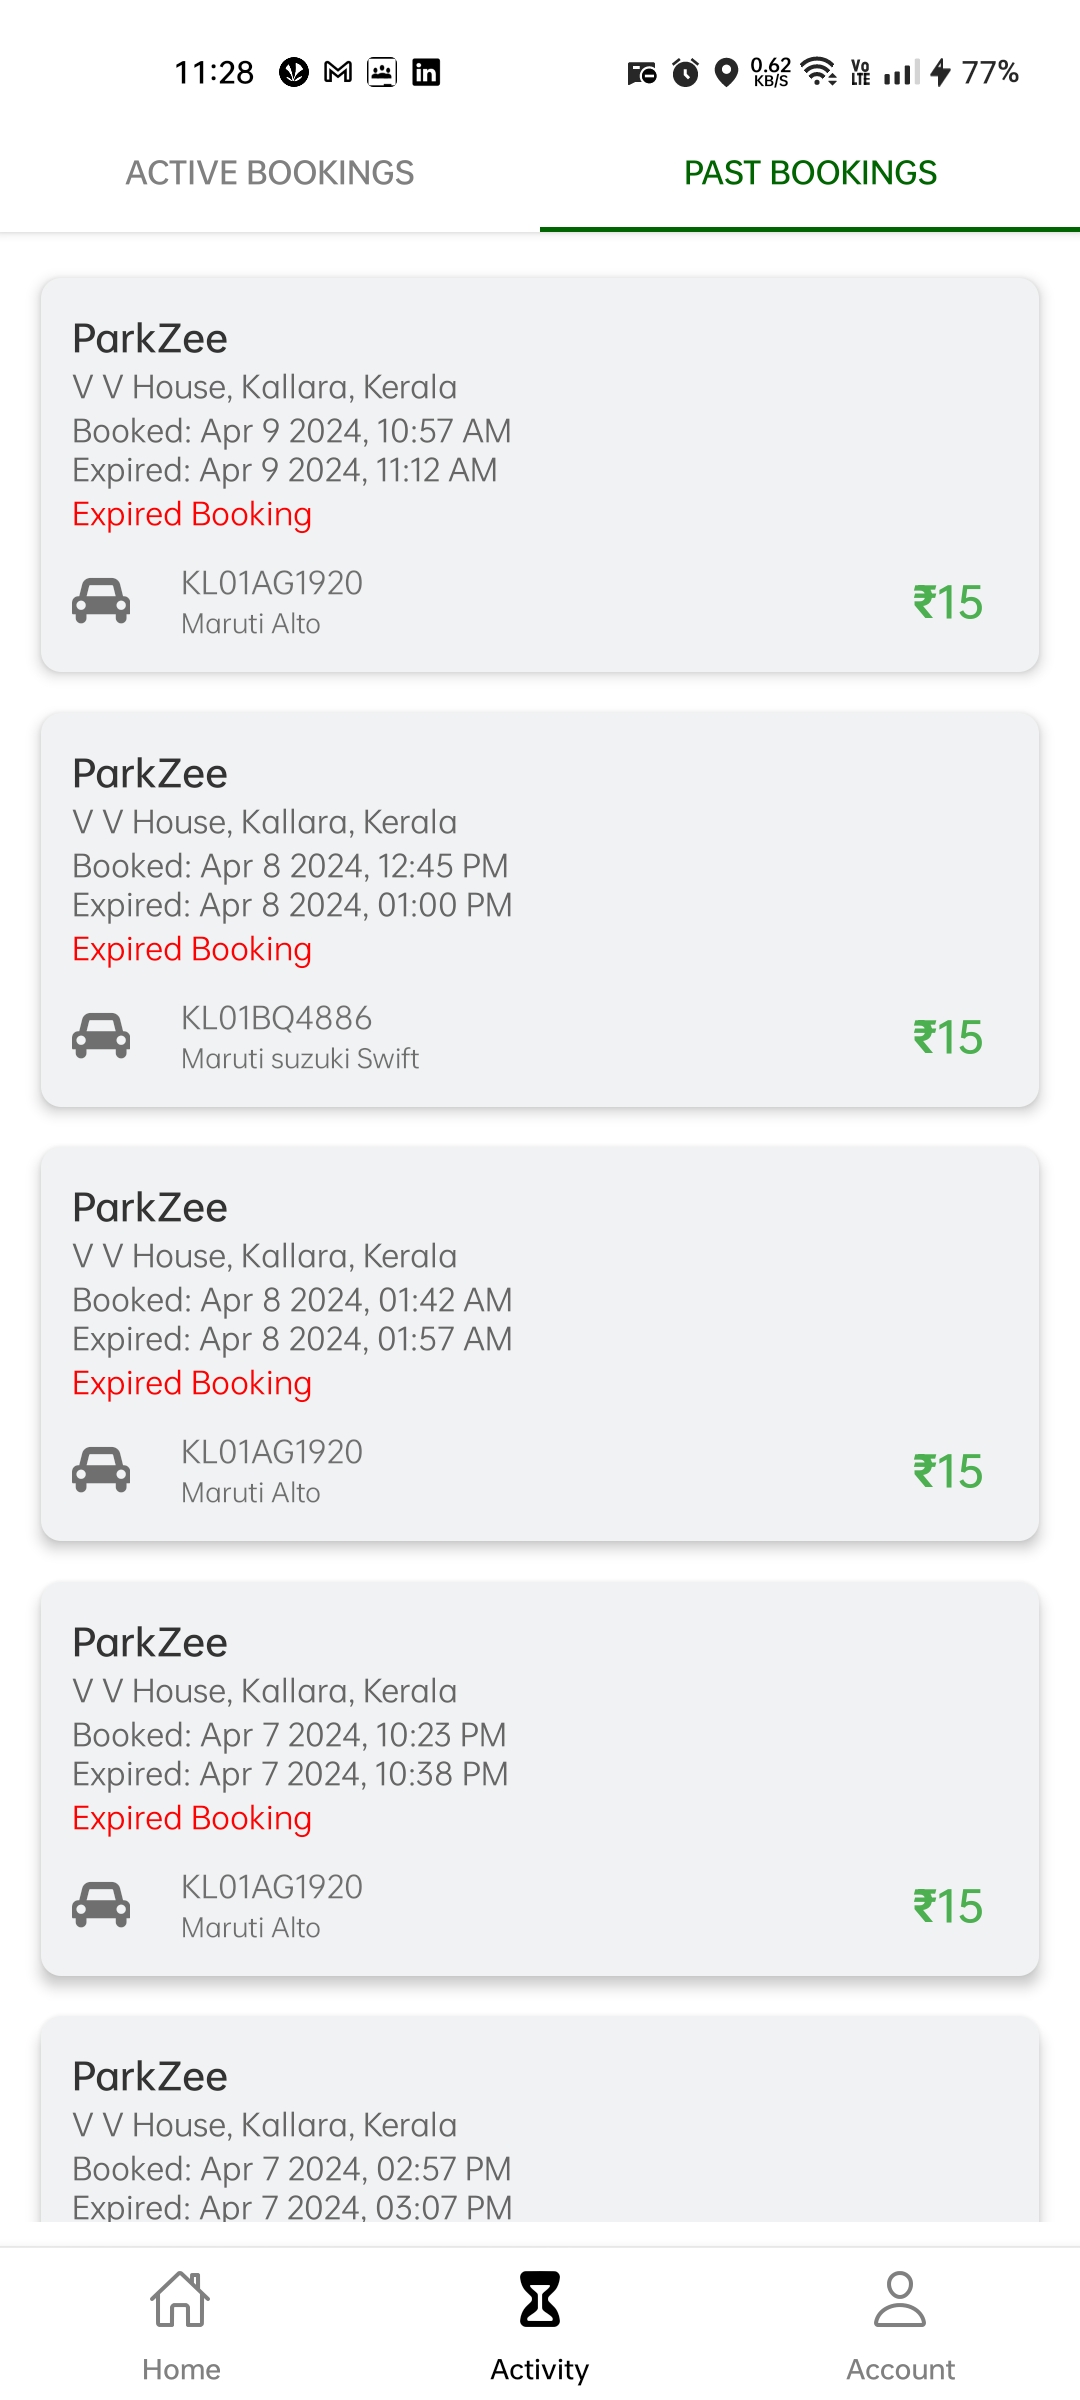 11:28
0.62
KB/S
Vo
LTE
77%
ACTIVE BOOKINGS
PAST BOOKINGS
ParkZee
V V House, Kallara, Kerala
Booked: Apr 9 2024, 10:57 AM
Expired: Apr 9 2024, 11:12 AM
Expired Booking
KL01AG1920
Maruti Alto
₹15
ParkZee
V V House, Kallara, Kerala
Booked: Apr 8 2024, 12:45 PM
Expired: Apr 8 2024, 01:00 PM
Expired Booking
KL01BQ4886
Maruti suzuki Swift
₹15
ParkZee
V V House, Kallara, Kerala
Booked: Apr 8 2024, 01:42 AM
Expired: Apr 8 2024, 01:57 AM
Expired Booking
KL01AG1920
Maruti Alto
₹15
ParkZee
V V House, Kallara, Kerala
Booked: Apr 7 2024, 10:23 PM
Expired: Apr 7 2024, 10:38 PM
Expired Booking
KL01AG1920
Maruti Alto
₹15
ParkZee
V V House, Kallara, Kerala
Booked: Apr 7 2024, 02:57 PM
Expired: Apr 7 2024, 03:07 PM
Home
Activity
Account